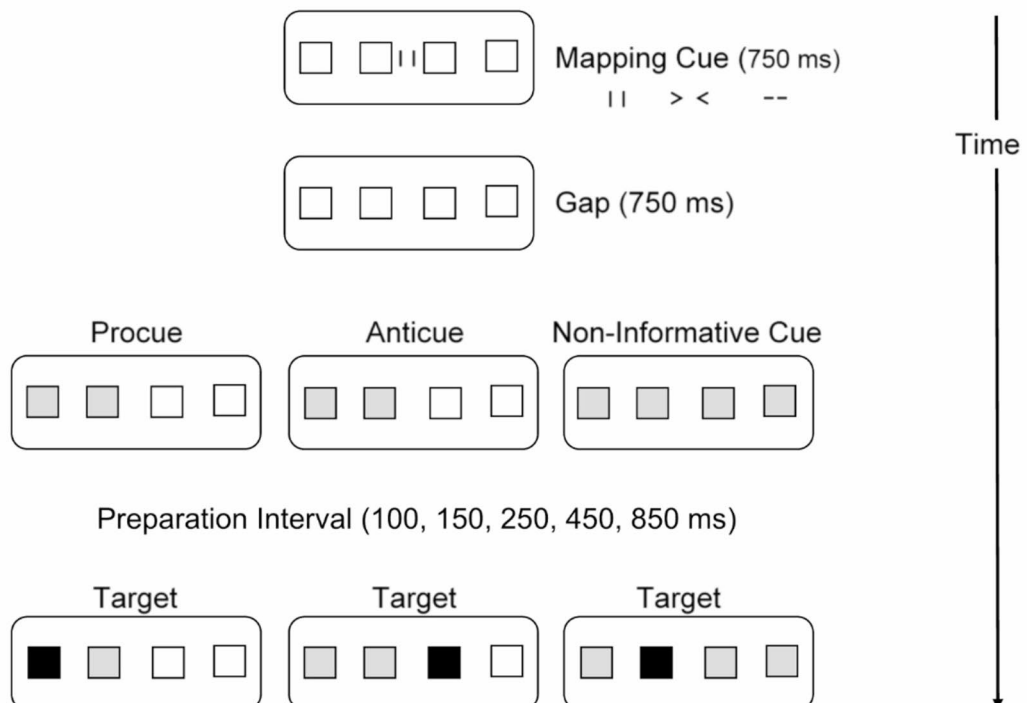 | | Mapping Cue (750 ms)
| | > < --
Time
Gap (750 ms)
Procue Anticue Non-Informative Cue
Preparation Interval (100, 150, 250, 450, 850 ms)
Target Target Target